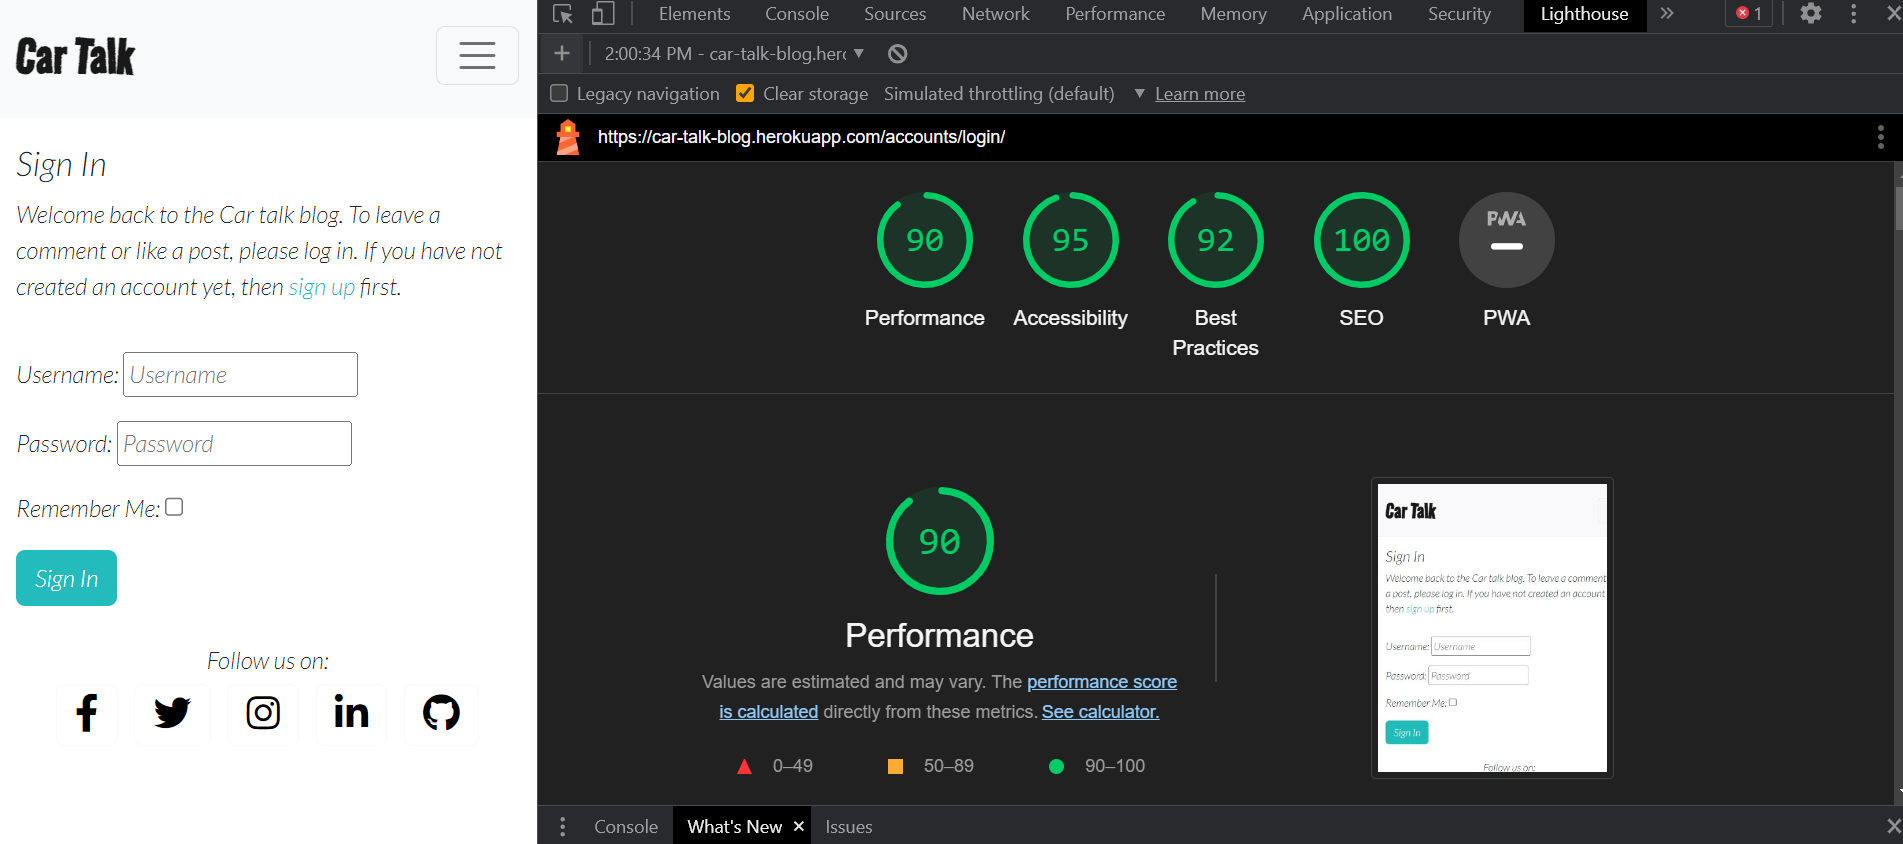 Car Talk
Sign In
Welcome back to the Car talk blog. To leave a
comment or like a post, please log in. If you have not
created an account yet, then sign up first.
Username: Username
Password: Password
Remember Me:
Sign In
Follow us on:
Elements Console Sources Network Performance Memory Application Security Lighthouse 1
2:00:34 PM - car-talk-blog.her
Legacy navigation Clear storage Simulated throttling (default) Learn more
https://car-talk-blog.herokuapp.com/accounts/login/
90 95 92 100 PWA
Performance Accessibility Best SEO PWA
Practices
90
Performance
Values are estimated and may vary. The performance score
is calculated directly from these metrics. See calculator.
0–49 50–89 90–100
Car Talk
Sign In
Welcome back to the Car talk blog. To leave a comment
a post, please log in. If you have not created an account
then sign up first.
Username: Username
Password: Password
Remember Me:
Sign In
Follow us on:
Console What's New Issues